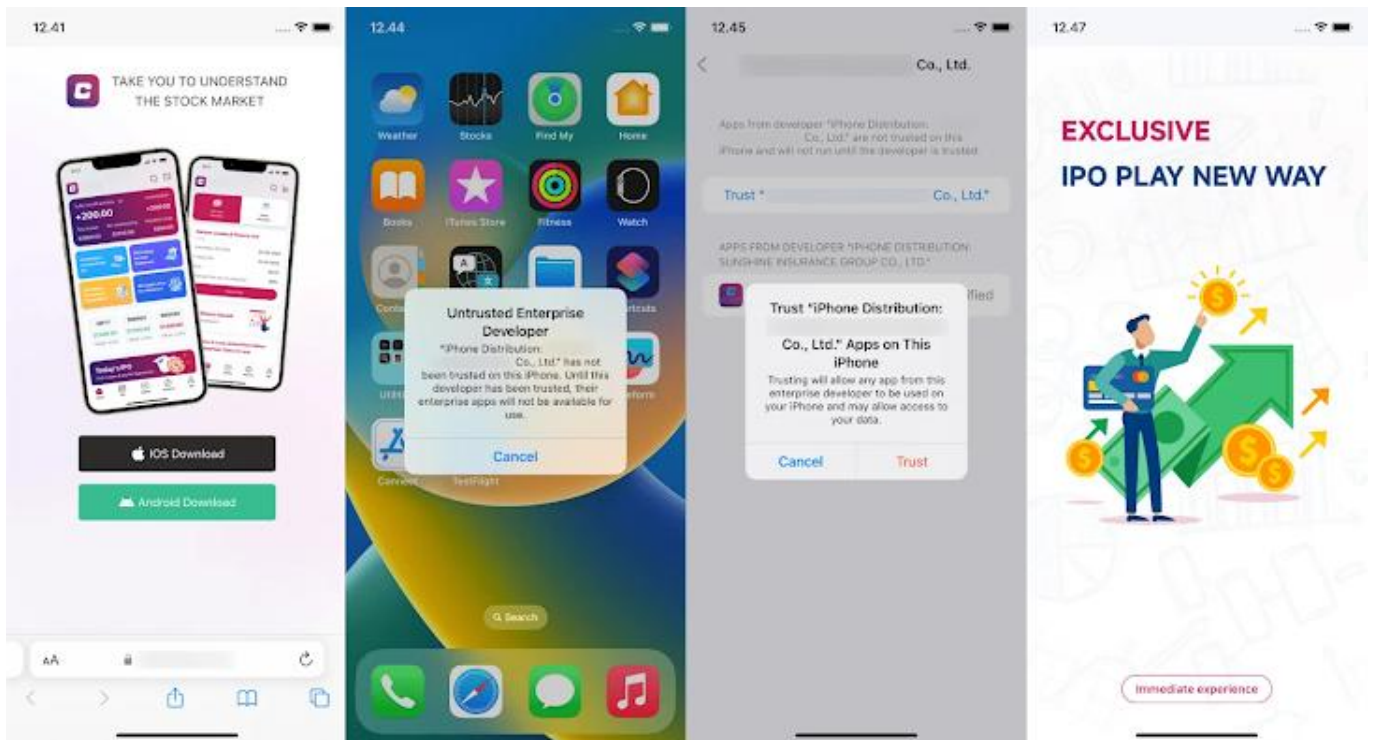 12.41
TAKE YOU TO UNDERSTAND
THE STOCK MARKET
+200.00
Today's IPO
iOS Download
Android Download
AA
12.44
Weather
Stocks
Find My
Home
Books
iTunes Store
Fitness
Watch
Untrusted Enterprise
Developer
"iPhone Distribution:
Co., Ltd." has not
been trusted on this iPhone. Until this
developer has been trusted, their
enterprise apps will not be available for
use.
Cancel
Connect
TestFlight
Search
12.45
Co., Ltd.
Apps from developer "iPhone Distribution:
Co., Ltd." are not trusted on this
iPhone and will not run until the developer is trusted.
Trust "
Co., Ltd."
APPS FROM DEVELOPER "IPHONE DISTRIBUTION:
SUNSHINE INSURANCE GROUP CO., LTD."
Trust "iPhone Distribution:
Co., Ltd." Apps on This
iPhone
Trusting will allow any app from this
enterprise developer to be used on
your iPhone and may allow access to
your data.
Cancel
Trust
12.47
EXCLUSIVE
IPO PLAY NEW WAY
Immediate experience